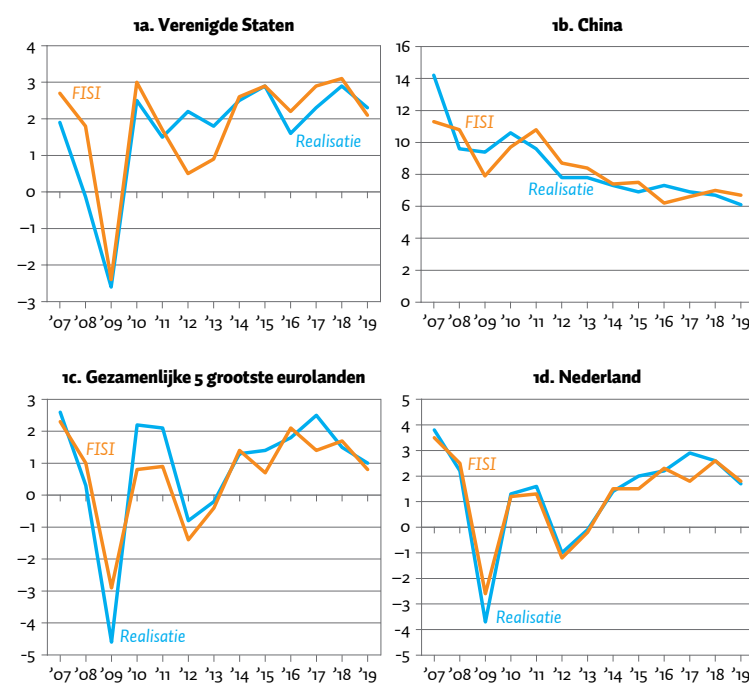 1a. Verenigde Staten
4
3
2
1
0
−1
−2
−3
FISI
Realisatie
’07 ’08 ’09 ’10 ’11 ’12 ’13 ’14 ’15 ’16 ’17 ’18 ’19
1b. China
16
14
12
10
8
6
4
2
0
FISI
Realisatie
’07 ’08 ’09 ’10 ’11 ’12 ’13 ’14 ’15 ’16 ’17 ’18 ’19
1c. Gezamenlijke 5 grootste eurolanden
3
2
1
0
−1
−2
−3
−4
−5
FISI
Realisatie
’07 ’08 ’09 ’10 ’11 ’12 ’13 ’14 ’15 ’16 ’17 ’18 ’19
1d. Nederland
5
4
3
2
1
0
−1
−2
−3
−4
−5
FISI
Realisatie
’07 ’08 ’09 ’10 ’11 ’12 ’13 ’14 ’15 ’16 ’17 ’18 ’19